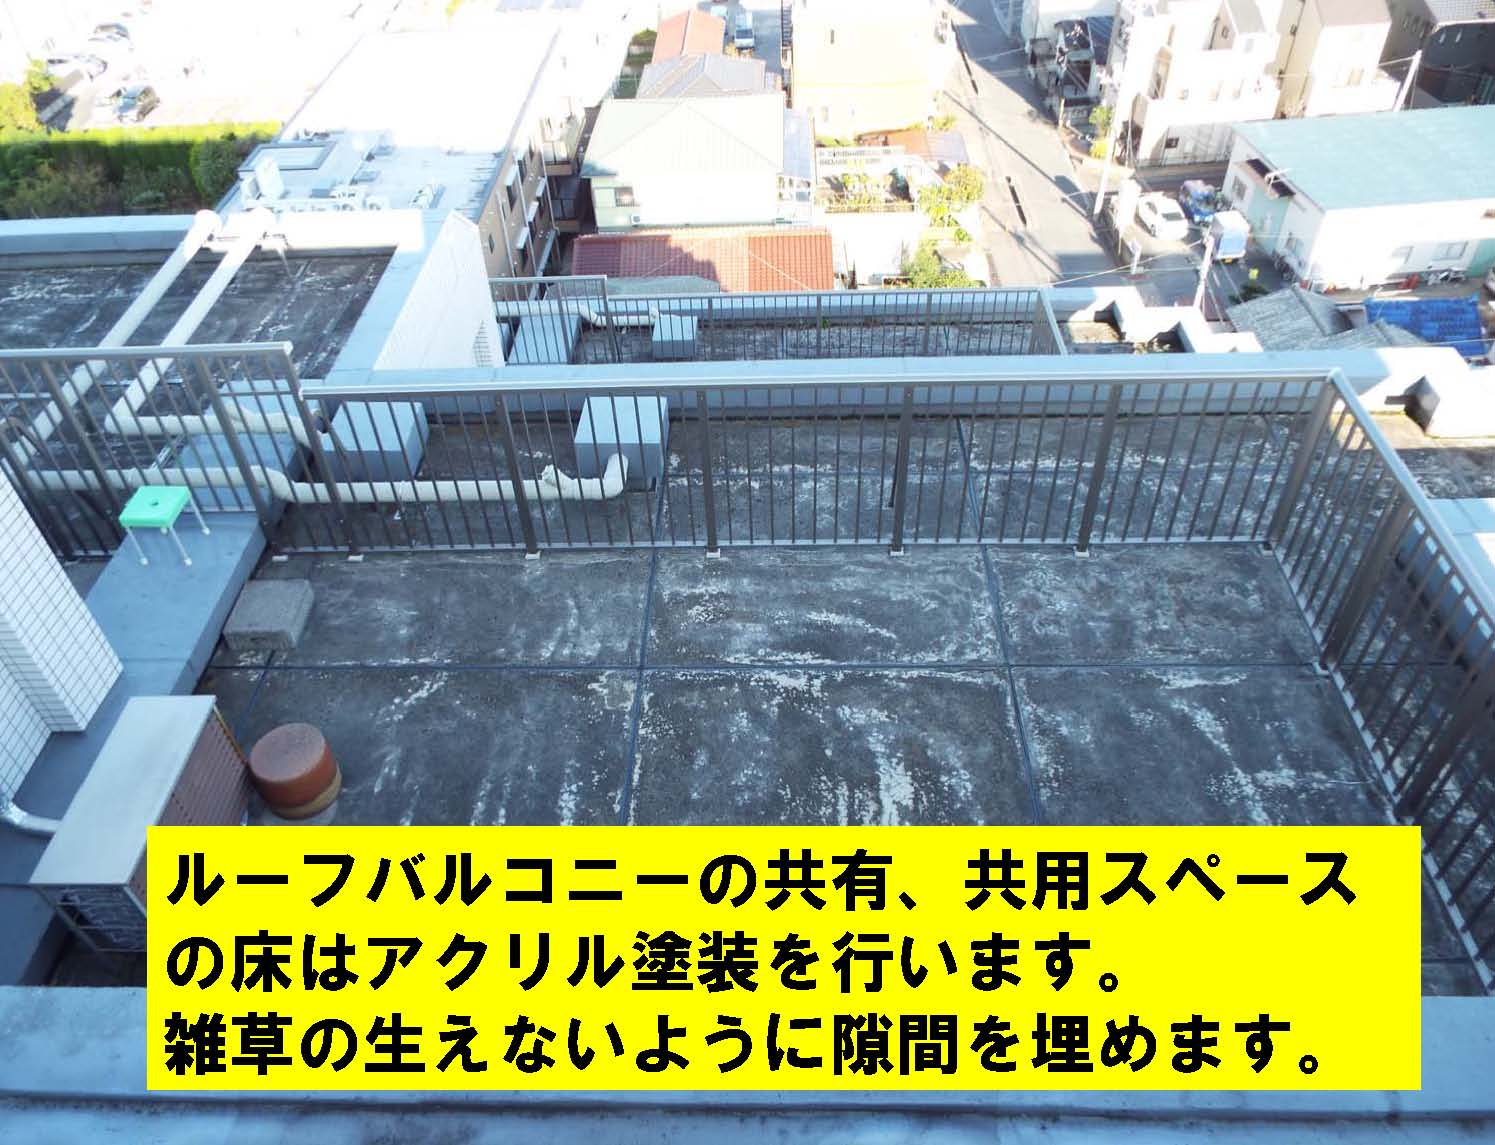 ルーフバルコニーの共有、共用スペース
の床はアクリル塗装を行います。
雑草の生えないように隙間を埋めます。